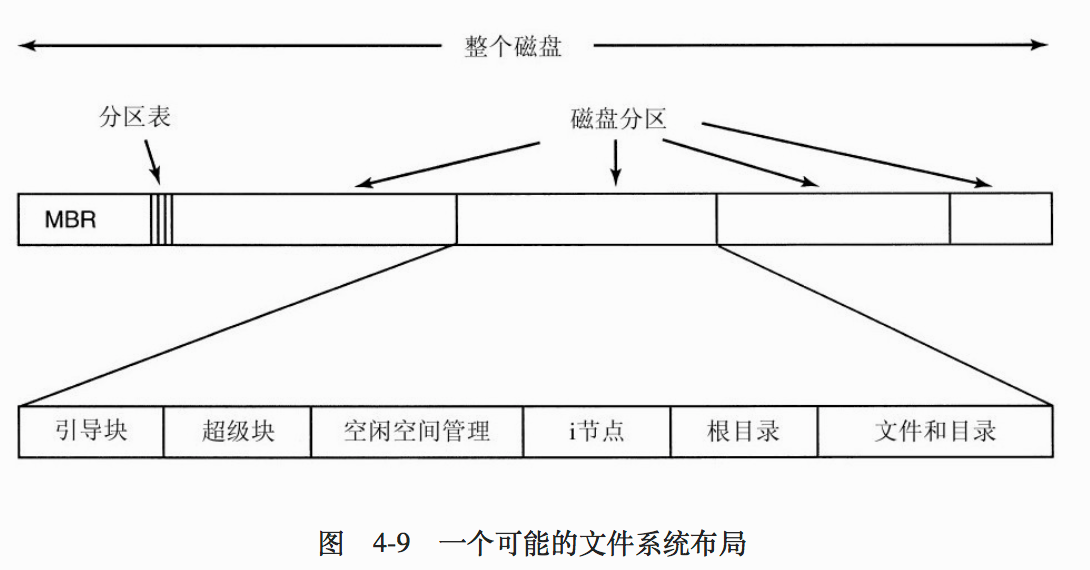 整个磁盘
分区表
磁盘分区
MBR
引导块 超级块 空闲空间管理 i节点 根目录 文件和目录
图 4-9 一个可能的文件系统布局